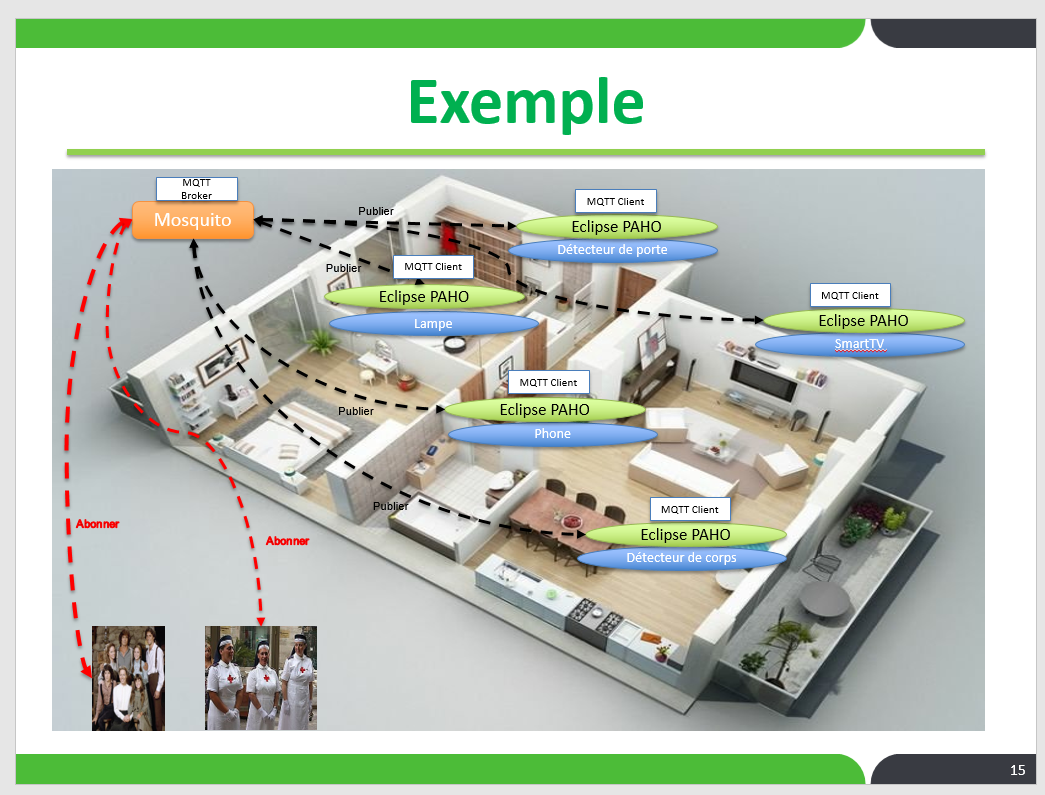 Exemple
MQTT
Broker
Mosquito
Publier
MQTT Client
Eclipse PAHO
Détecteur de porte
Publier
MQTT Client
Eclipse PAHO
Lampe
MQTT Client
Eclipse PAHO
SmartTV
MQTT Client
Eclipse PAHO
Phone
Publier
MQTT Client
Eclipse PAHO
Détecteur de corps
Publier
Abonner
Abonner
15